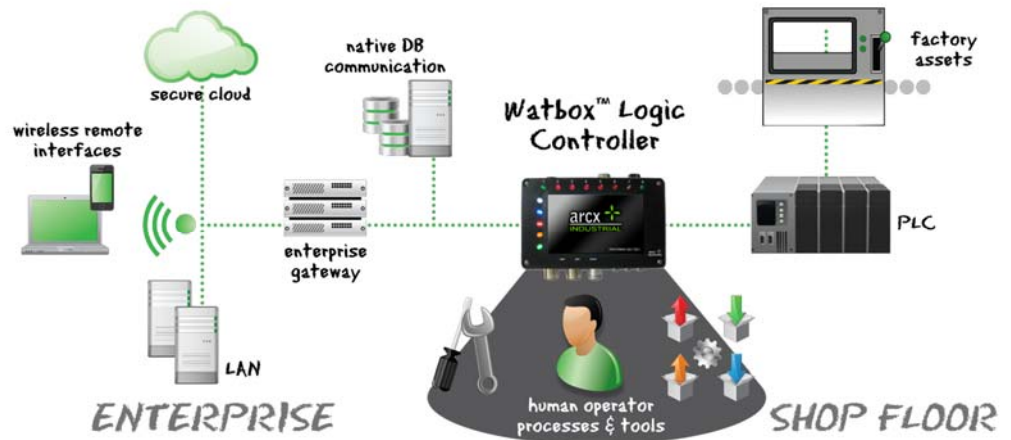 secure cloud
native DB
communication
factory
assets
Watbox™ Logic
Controller
wireless remote
interfaces
arcx
INDUSTRIAL
enterprise
gateway
PLC
LAN
human operator
processes & tools
ENTERPRISE
SHOP FLOOR